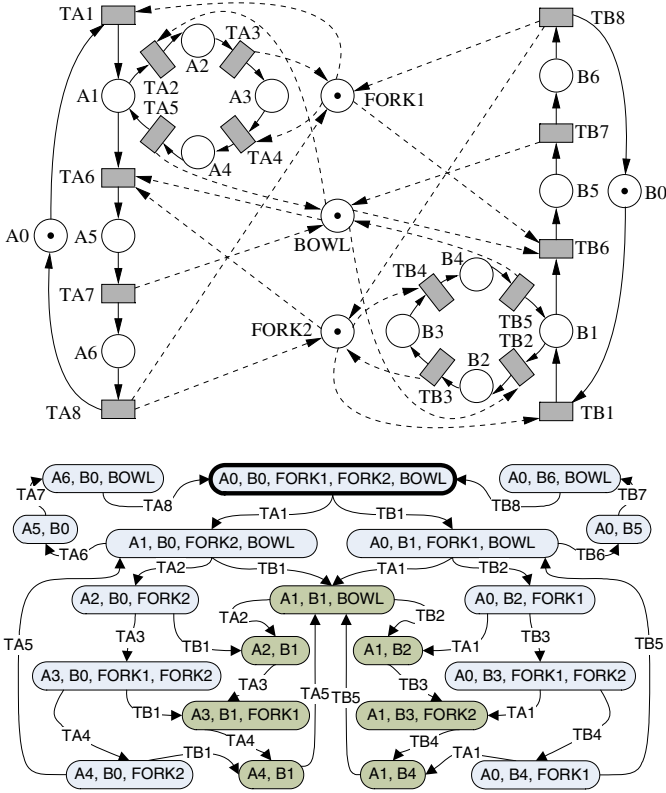 TA1
TA3
TB8
A2
B6
TA2
A1
TA5
A3
FORK1
TB7
TA4
A4
TA6
B5
B0
A0
A5
BOWL
TB6
B4
TB4
TA7
TB5
FORK2
TB2
B3
B1
A6
B2
TB3
TA8
TB1
A6, B0, BOWL
A0, B0, FORK1, FORK2, BOWL
A0, B6, BOWL
TA7
TA8
TB8
TB7
TA1
TB1
A5, B0
A0, B5
A1, B0, FORK2, BOWL
A0, B1, FORK1, BOWL
TA6
TB6
TA2
TB1
TA1
TB2
A2, B0, FORK2
A1, B1, BOWL
A0, B2, FORK1
TA2
TB2
TA5
TA3
TB1
TA1
TB3
TB5
A2, B1
A1, B2
A3, B0, FORK1, FORK2
TA3
TB3
A0, B3, FORK1, FORK2
TA5
TB5
TB1
A3, B1, FORK1
A1, B3, FORK2
TA1
TA4
TA4
TB4
TB4
TB1
TA1
A4, B0, FORK2
A4, B1
A1, B4
A0, B4, FORK1